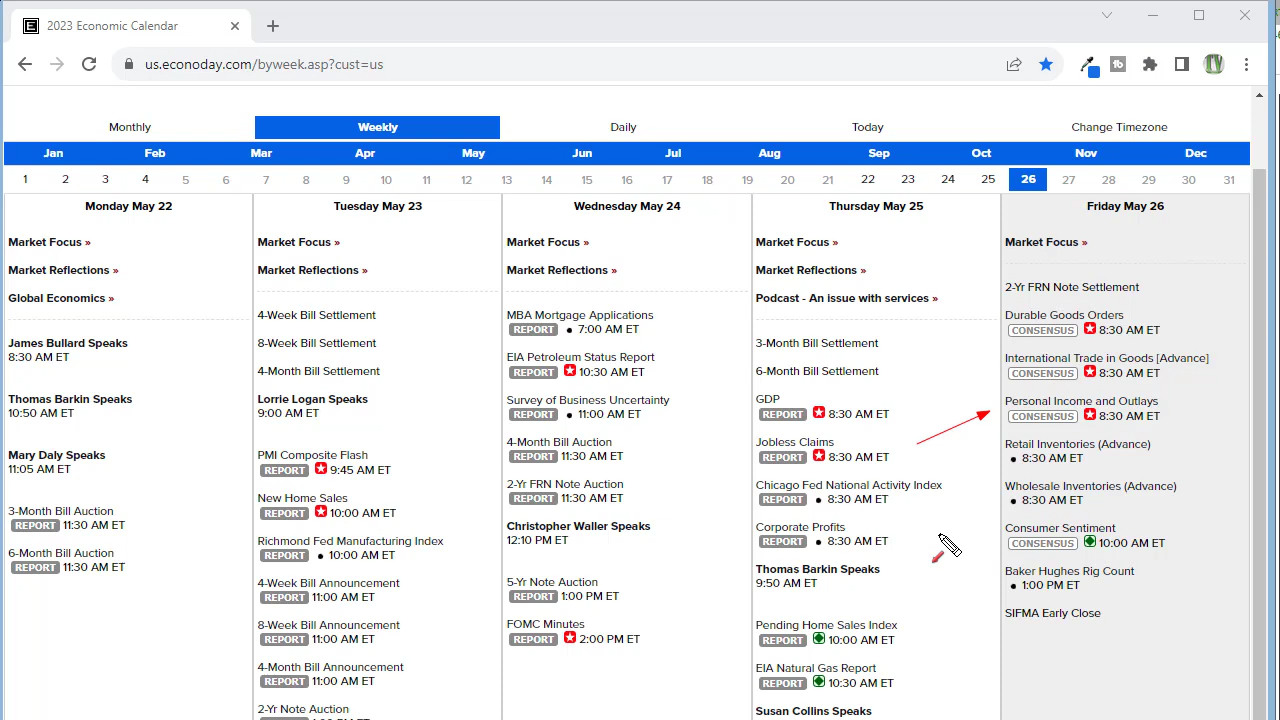 2023 Economic Calendar
us.econoday.com/byweek.asp?cust=us
Monthly Weekly Daily Today Change Timezone
Jan Feb Mar Apr May Jun Jul Aug Sep Oct Nov Dec
1 2 3 4 5 6 7 8 9 10 11 12 13 14 15 16 17 18 19 20 21 22 23 24 25 26 27 28 29 30 31
Monday May 22
Market Focus »
Market Reflections »
Global Economics »
James Bullard Speaks
8:30 AM ET
Thomas Barkin Speaks
10:50 AM ET
Mary Daly Speaks
11:05 AM ET
3-Month Bill Auction
REPORT 11:30 AM ET
6-Month Bill Auction
REPORT 11:30 AM ET
Tuesday May 23
Market Focus »
Market Reflections »
4-Week Bill Settlement
8-Week Bill Settlement
4-Month Bill Settlement
Lorrie Logan Speaks
9:00 AM ET
PMI Composite Flash
REPORT 9:45 AM ET
New Home Sales
REPORT 10:00 AM ET
Richmond Fed Manufacturing Index
REPORT • 10:00 AM ET
4-Week Bill Announcement
REPORT 11:00 AM ET
8-Week Bill Announcement
REPORT 11:00 AM ET
4-Month Bill Announcement
REPORT 11:00 AM ET
2-Yr Note Auction
Wednesday May 24
Market Focus »
Market Reflections »
MBA Mortgage Applications
REPORT • 7:00 AM ET
EIA Petroleum Status Report
REPORT 10:30 AM ET
Survey of Business Uncertainty
REPORT • 11:00 AM ET
4-Month Bill Auction
REPORT 11:30 AM ET
2-Yr FRN Note Auction
REPORT 11:30 AM ET
Christopher Waller Speaks
12:10 PM ET
5-Yr Note Auction
REPORT 1:00 PM ET
FOMC Minutes
REPORT 2:00 PM ET
Thursday May 25
Market Focus »
Market Reflections »
Podcast - An issue with services »
3-Month Bill Settlement
6-Month Bill Settlement
GDP
REPORT 8:30 AM ET
Jobless Claims
REPORT 8:30 AM ET
Chicago Fed National Activity Index
REPORT • 8:30 AM ET
Corporate Profits
REPORT • 8:30 AM ET
Thomas Barkin Speaks
9:50 AM ET
Pending Home Sales Index
REPORT 10:00 AM ET
EIA Natural Gas Report
REPORT 10:30 AM ET
Susan Collins Speaks
Friday May 26
Market Focus »
2-Yr FRN Note Settlement
Durable Goods Orders
CONSENSUS 8:30 AM ET
International Trade in Goods [Advance]
CONSENSUS 8:30 AM ET
Personal Income and Outlays
CONSENSUS 8:30 AM ET
Retail Inventories (Advance)
• 8:30 AM ET
Wholesale Inventories (Advance)
• 8:30 AM ET
Consumer Sentiment
CONSENSUS 10:00 AM ET
Baker Hughes Rig Count
• 1:00 PM ET
SIFMA Early Close